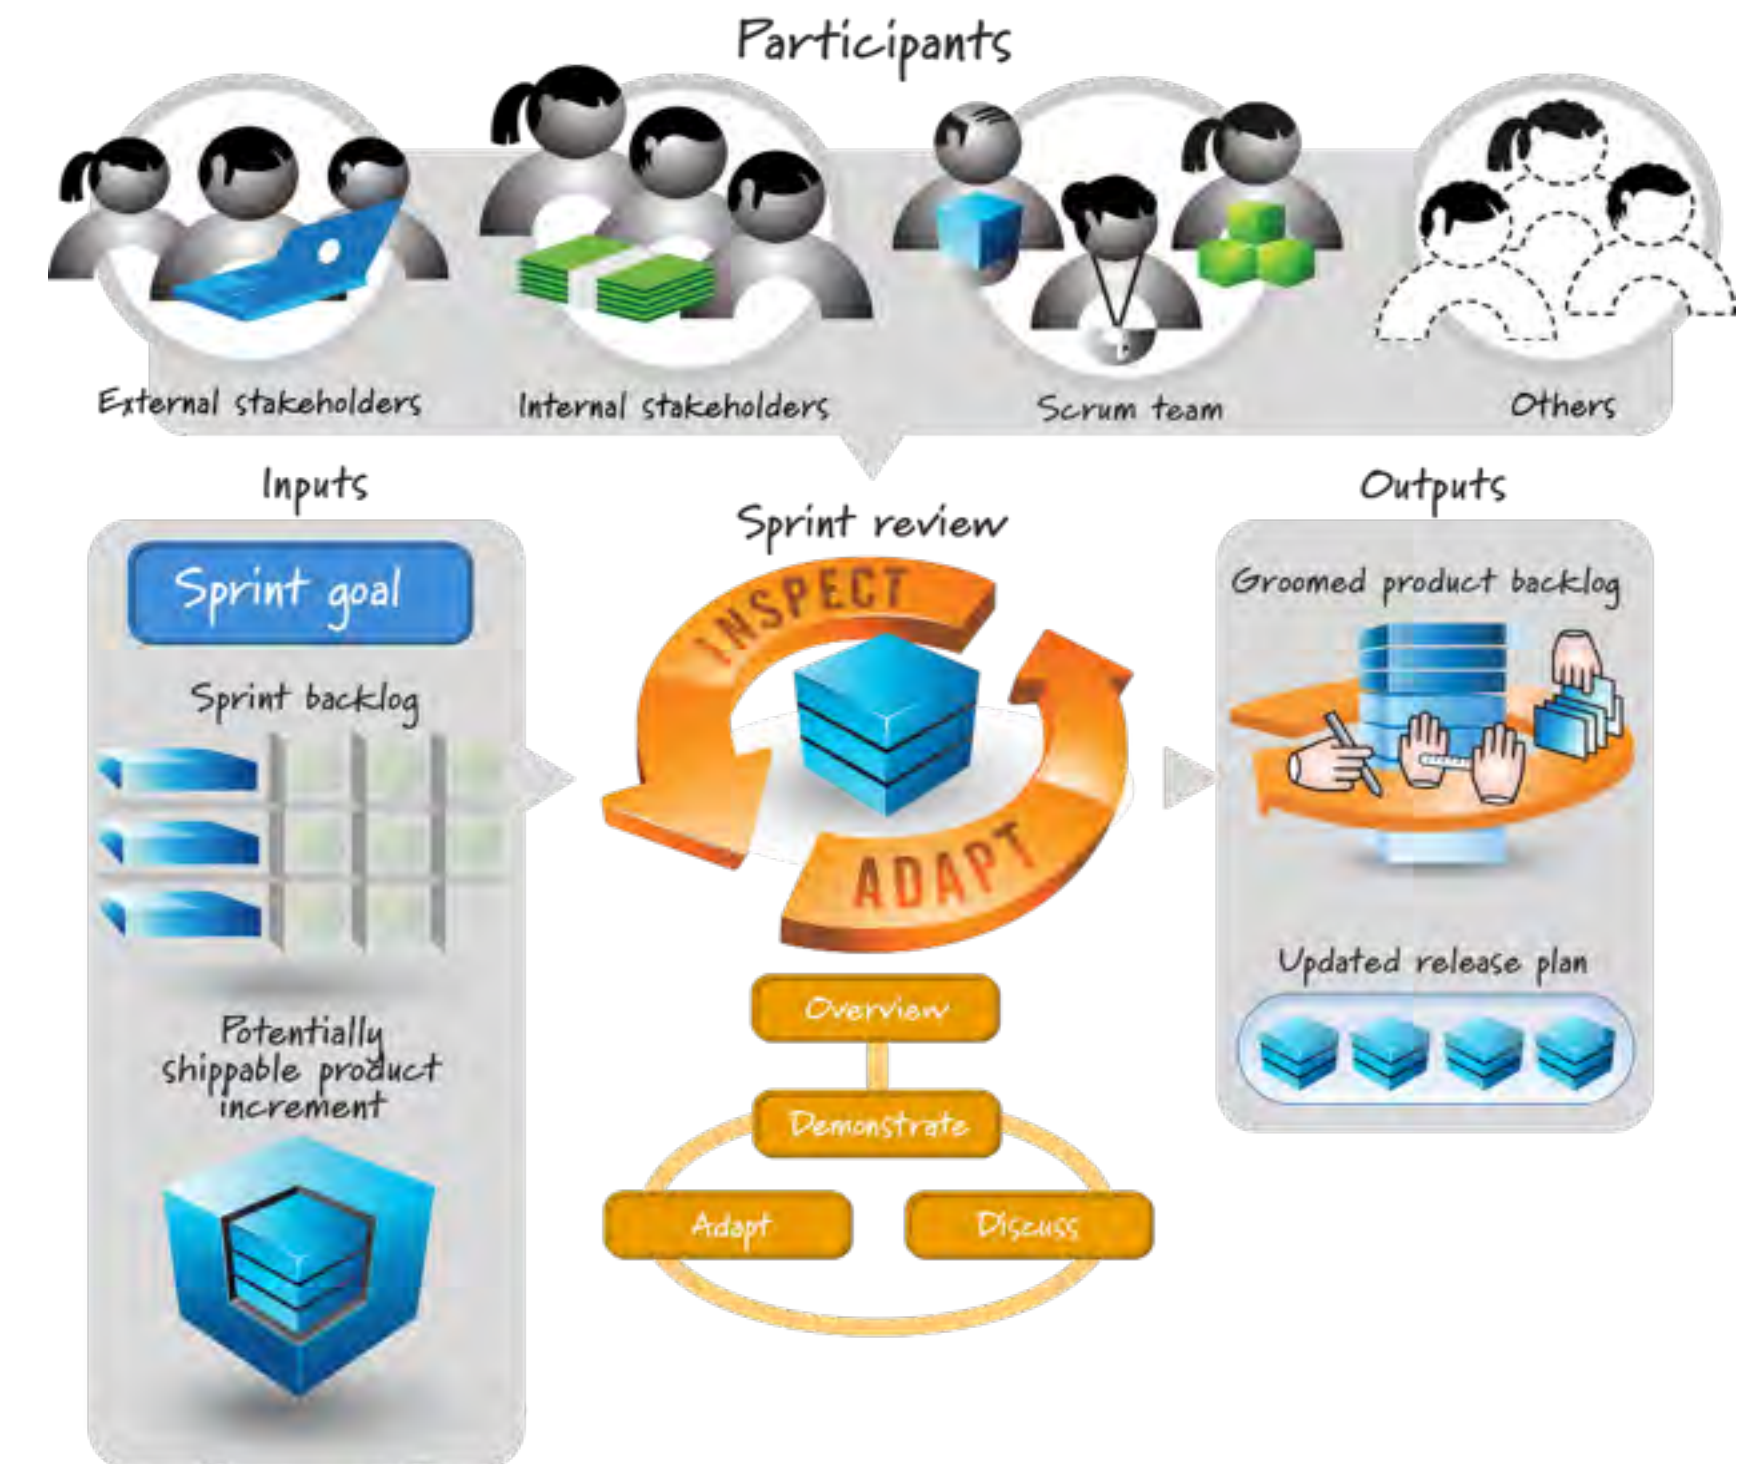 Participants
External stakeholders
Internal stakeholders
Scrum team
Others
Inputs
Sprint goal
Sprint backlog
Potentially
shippable product
increment
Sprint review
INSPECT
ADAPT
Overview
Demonstrate
Adapt
Discuss
Outputs
Groomed product backlog
Updated release plan